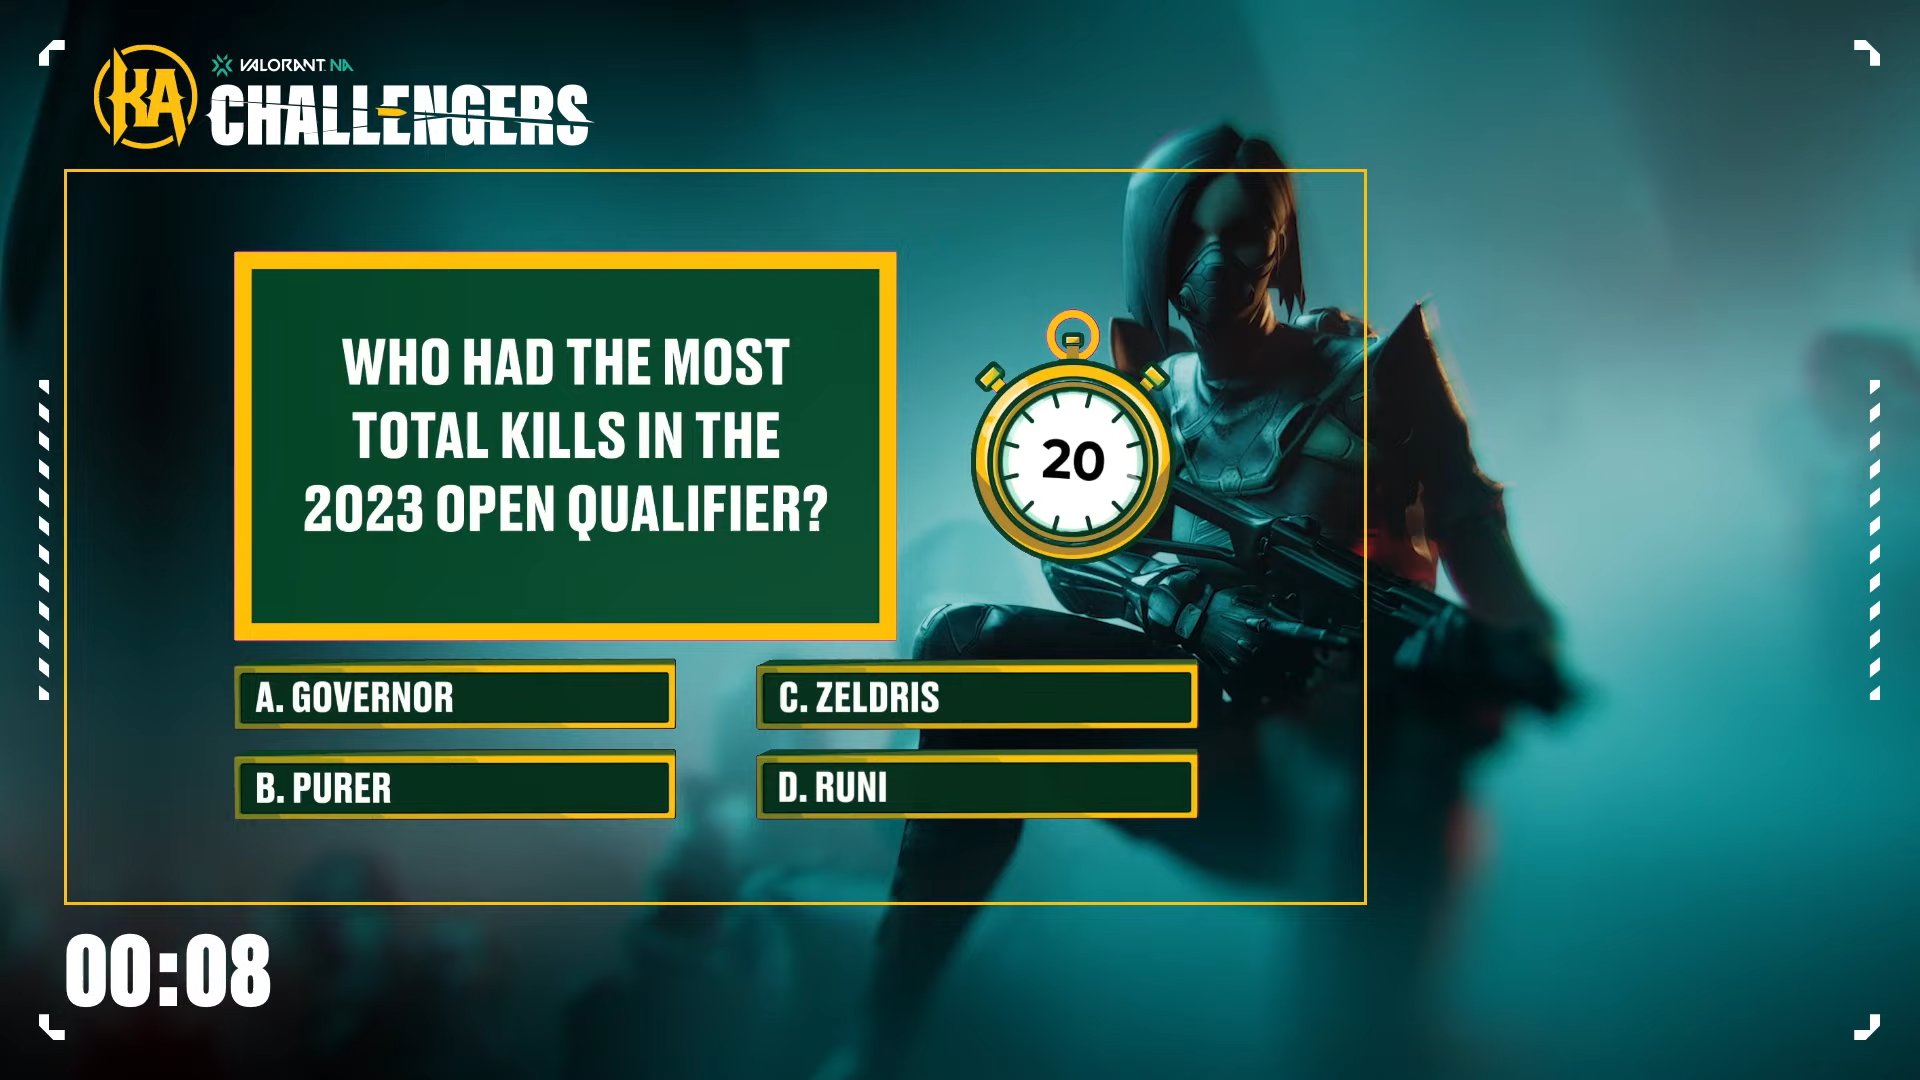 KA
VALORANT NA
CHALLENGERS
WHO HAD THE MOST
TOTAL KILLS IN THE
2023 OPEN QUALIFIER?
20
A. GOVERNOR
C. ZELDRIS
B. PURER
D. RUNI
00:08